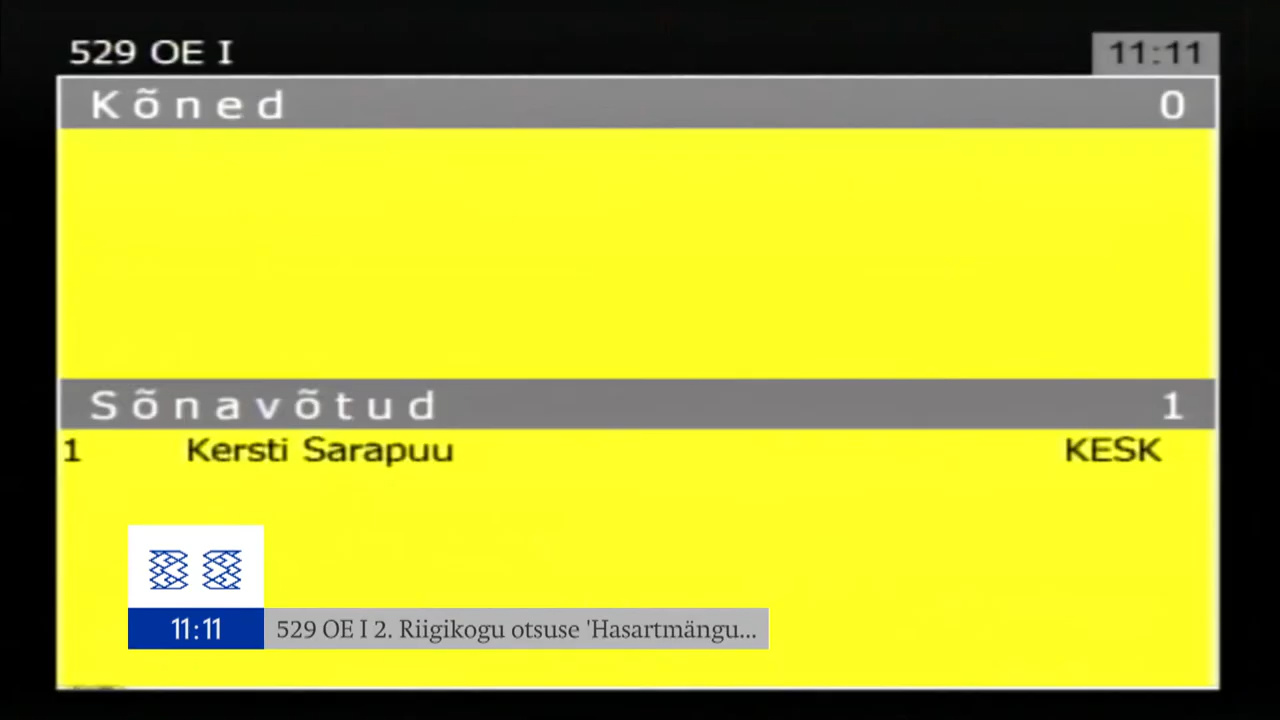 529 OE I 11:11
Kõned 0
Sõnavõtud 1
1 Kersti Sarapuu KESK
11:11 529 OE I 2. Riigikogu otsuse 'Hasartmängu...